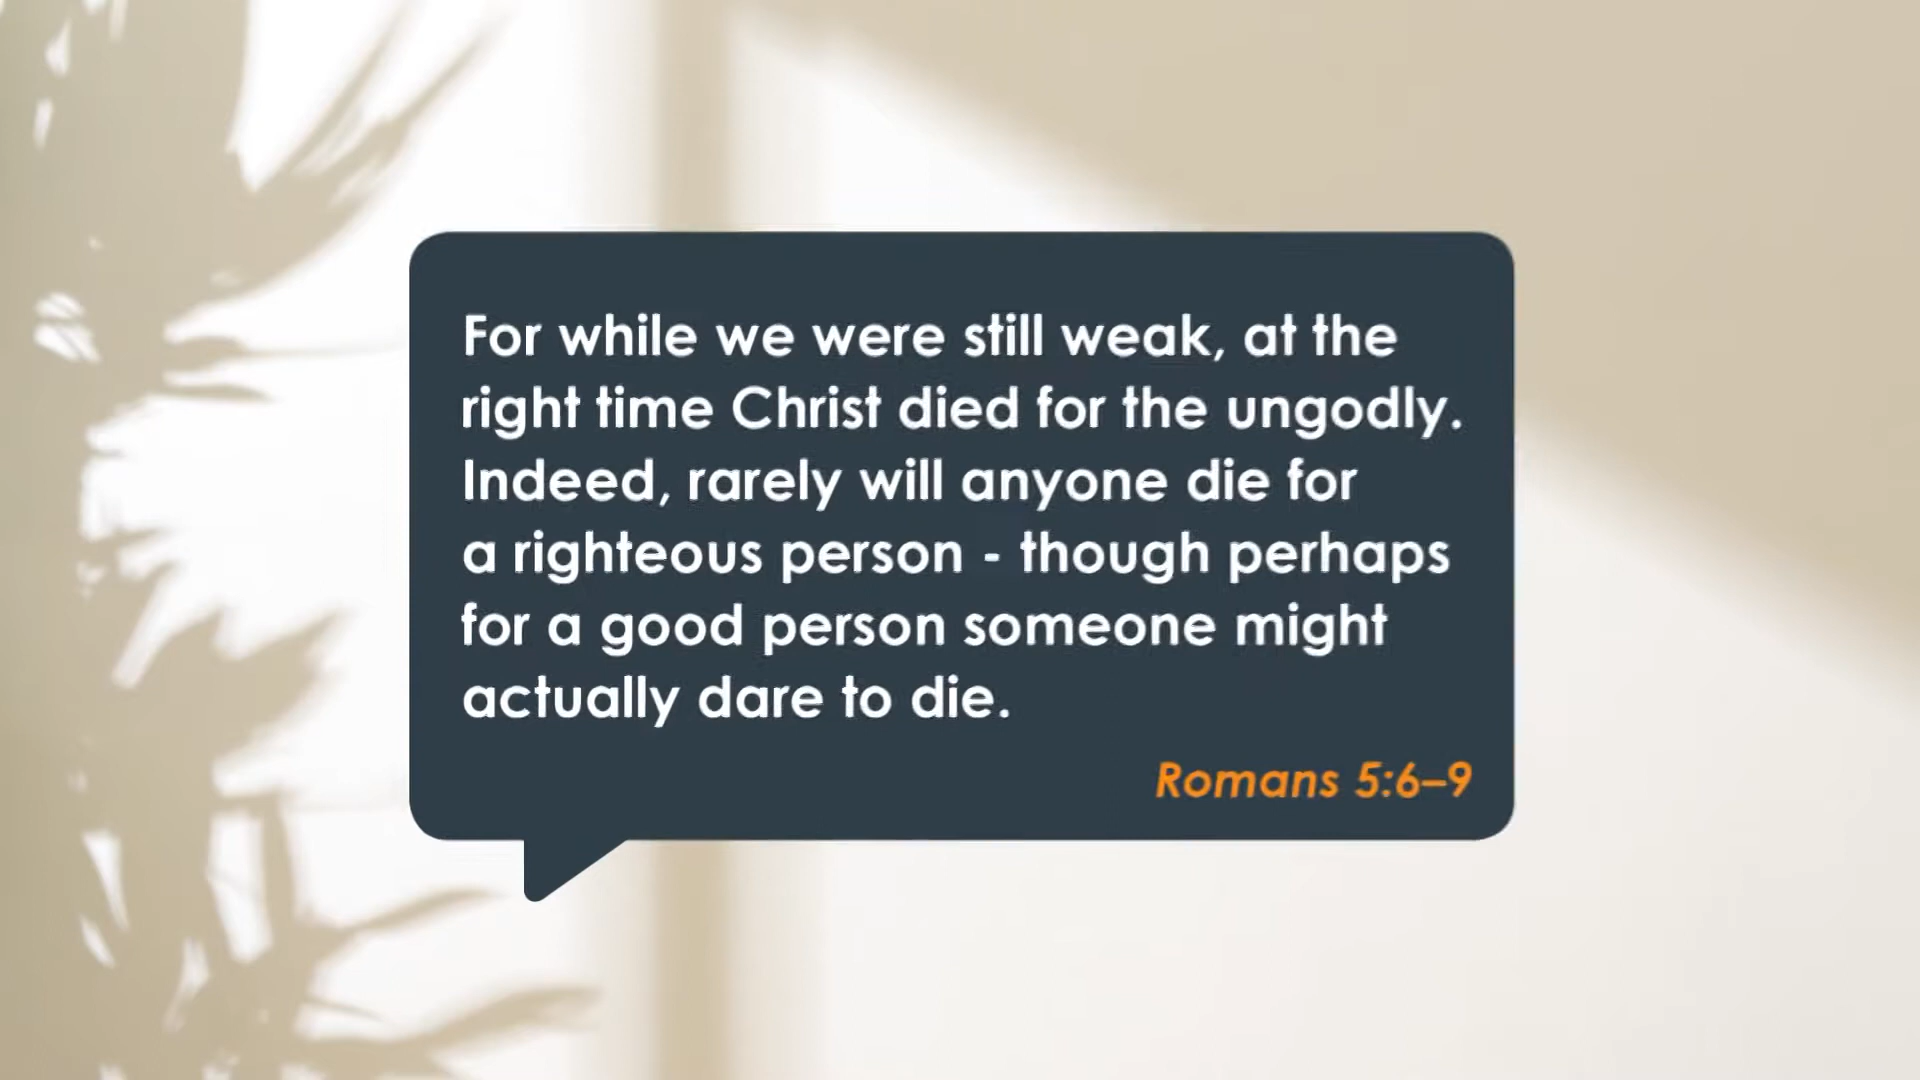 For while we were still weak, at the
right time Christ died for the ungodly.
Indeed, rarely will anyone die for
a righteous person - though perhaps
for a good person someone might
actually dare to die.
Romans 5:6–9